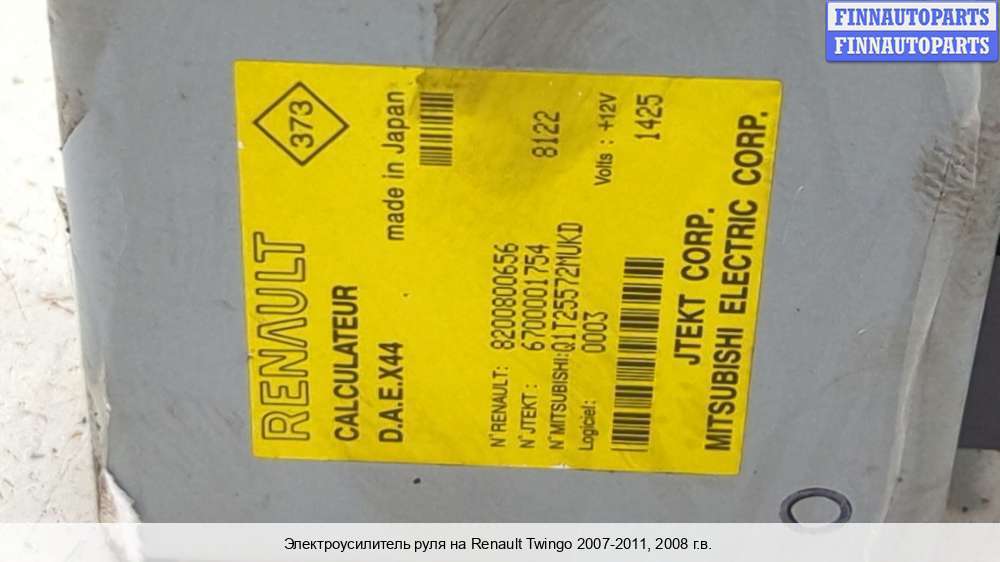 FINNAUTOPARTS
FINNAUTOPARTS
RENAULT
373
CALCULATEUR
D.A.E.X44
made in Japan
N°RENAULT: 8200800656
N°JTEKT : 6700001754
N°MITSUBISHI:Q1T25572MUKD
Logiciel: 0003
8122
Volts : +12V
1425
JTEKT CORP.
MITSUBISHI ELECTRIC CORP.
Электроусилитель руля на Renault Twingo 2007-2011, 2008 г.в.